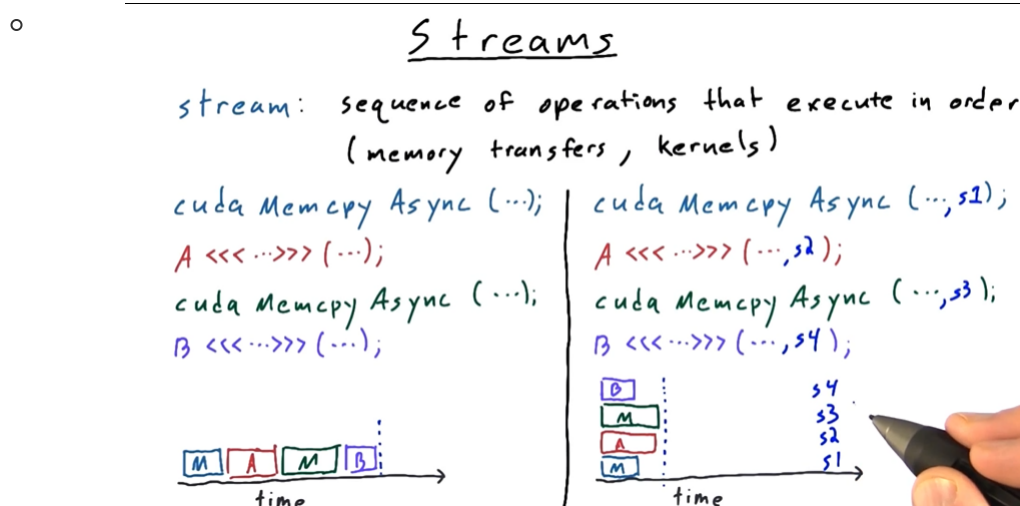 Streams
stream: sequence of operations that execute in order
(memory transfers, kernels)
cuda Memcpy Async (...);
A <<< ... >>> (...);
cuda Memcpy Async (...);
B <<< ... >>> (...);
M A M B
time
cuda Memcpy Async (..., s1);
A <<< ... >>> (..., s2);
cuda Memcpy Async (..., s3);
B <<< ... >>> (..., s4);
B s4
M s3
A s2
M s1
time